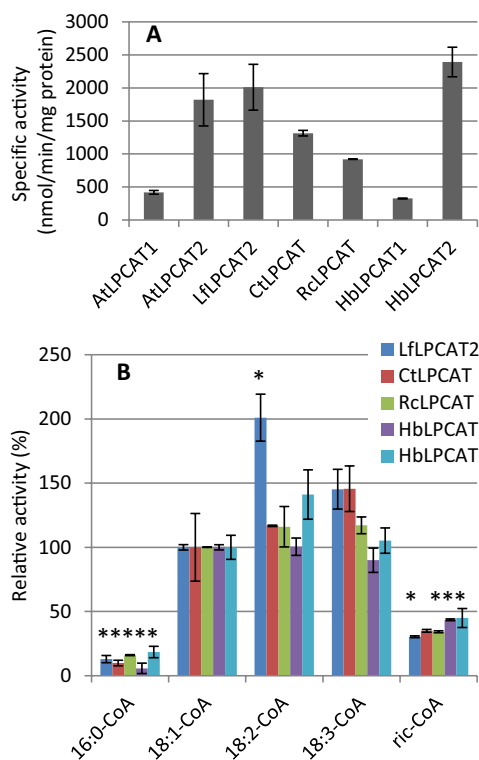 A
Specific activity
(nmol/min/mg protein)
3000
2500
2000
1500
1000
500
0
AtLPCAT1
AtLPCAT2
LfLPCAT2
CtLPCAT
RcLPCAT
HbLPCAT1
HbLPCAT2
B
LfLPCAT2
CtLPCAT
RcLPCAT
HbLPCAT
HbLPCAT
Relative activity (%)
250
200
150
100
50
0
*
*****
* ***
16:0-CoA
18:1-CoA
18:2-CoA
18:3-CoA
ric-CoA